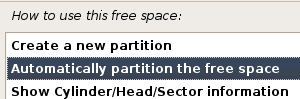 How to use this free space:
Create a new partition
Automatically partition the free space
Show Cylinder/Head/Sector information